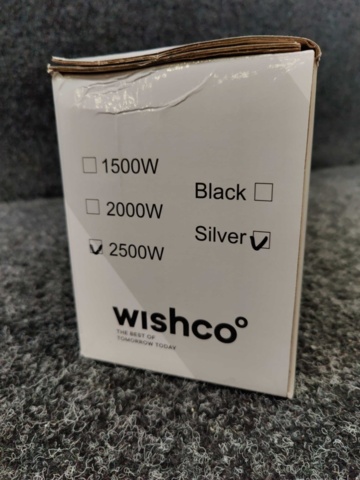 1500W
2000W
2500W
Black
Silver
wishco°
THE BEST OF
TOMORROW TODAY